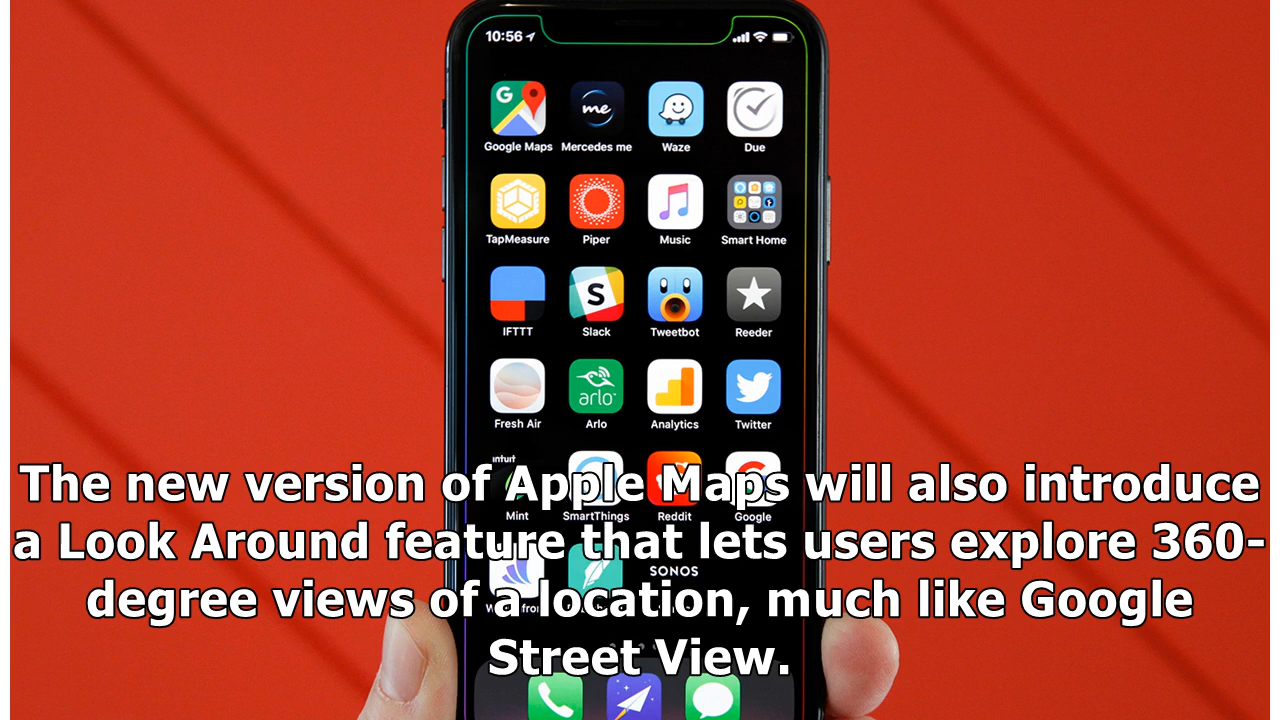 10:56
G
me
Google Maps Mercedes me Waze Due
TapMeasure Piper Music Smart Home
S
IFTTT Slack Tweetbot Reeder
arlo
Fresh Air Arlo Analytics Twitter
The new version of Apple Maps will also introduce
Mint SmartThings Reddit Google
a Look Around feature that lets users explore 360-
SONOS
degree views of a location, much like Google
Street View.